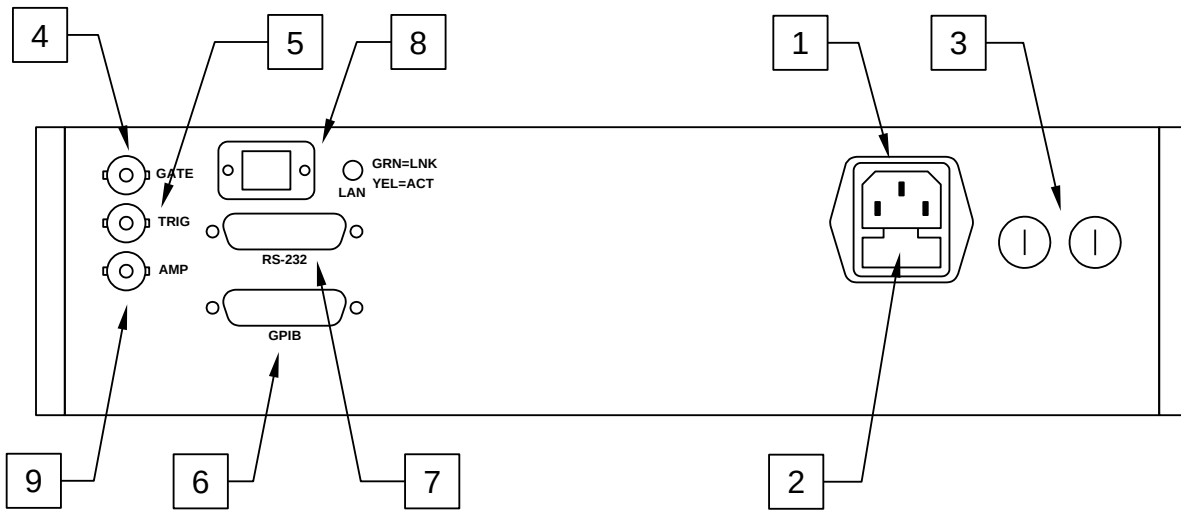 4
5
8
1
3
GATE
GRN=LNK
YEL=ACT
LAN
TRIG
RS-232
AMP
GPIB
9
6
7
2